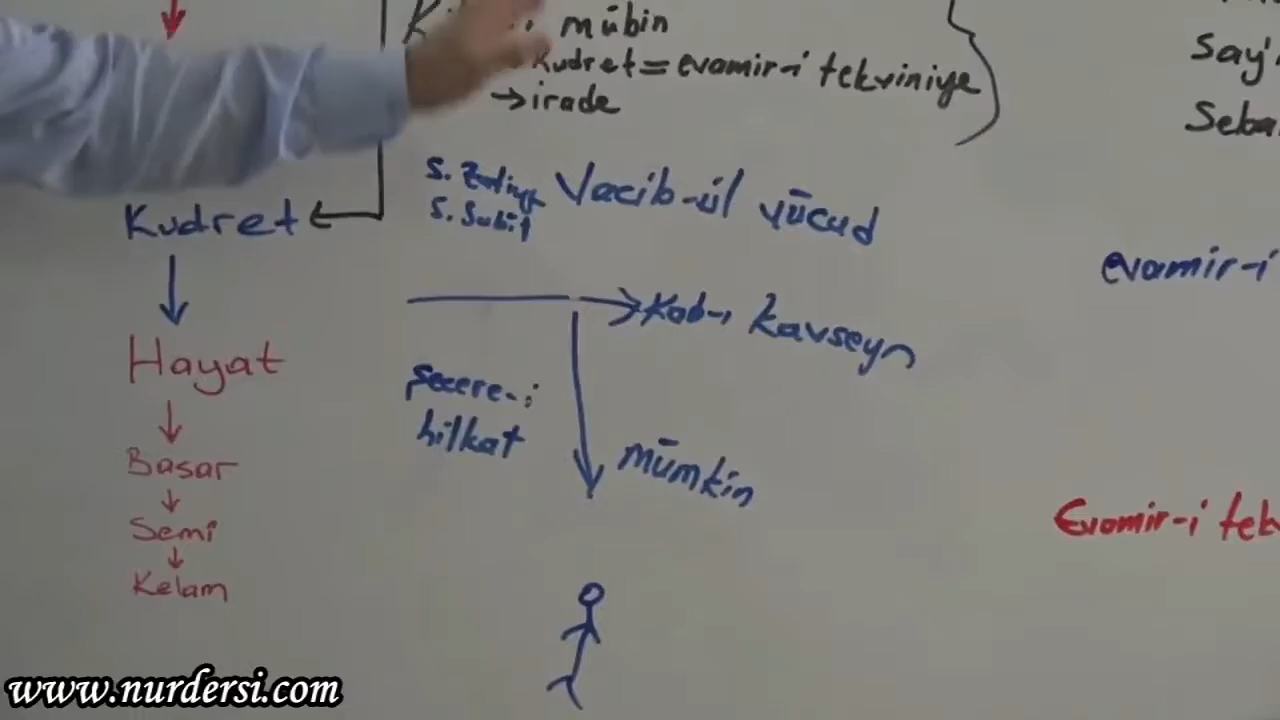 mübin
kudret = evamir-i tekviniye
→ irade
Say'
Seba
S. Zatiye
S. Subût
Vacib-ül vücud
Kudret
evamir-i
Kab-ı kavseyn
Hayat
şecere-i
hilkat
mümkin
Basar
Semi
Kelam
Evamir-i tek
www.nurdersi.com